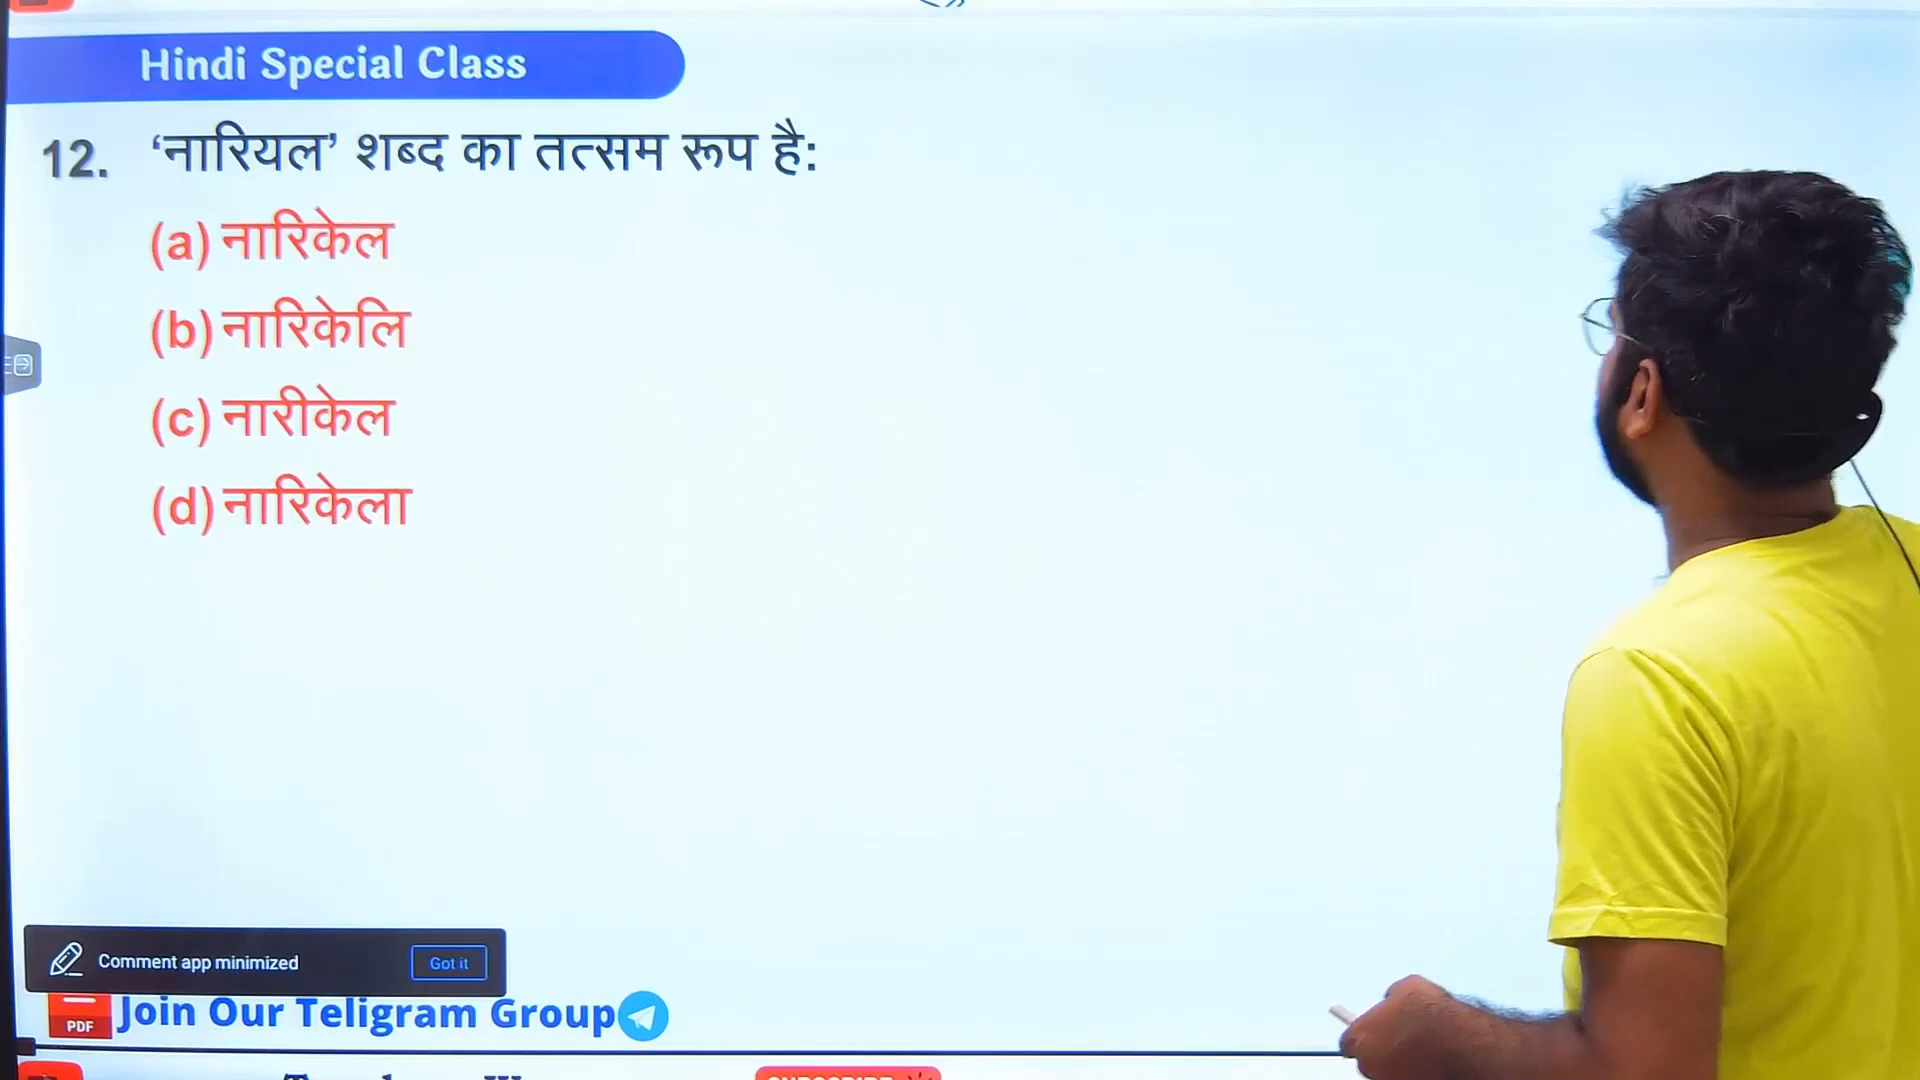 Hindi Special Class
12. ‘नारियल’ शब्द का तत्सम रूप है:
(a) नारिकेल
(b) नारिकेलि
(c) नारीकेल
(d) नारिकेला
Comment app minimized
Got it
PDF
Join Our Teligram Group